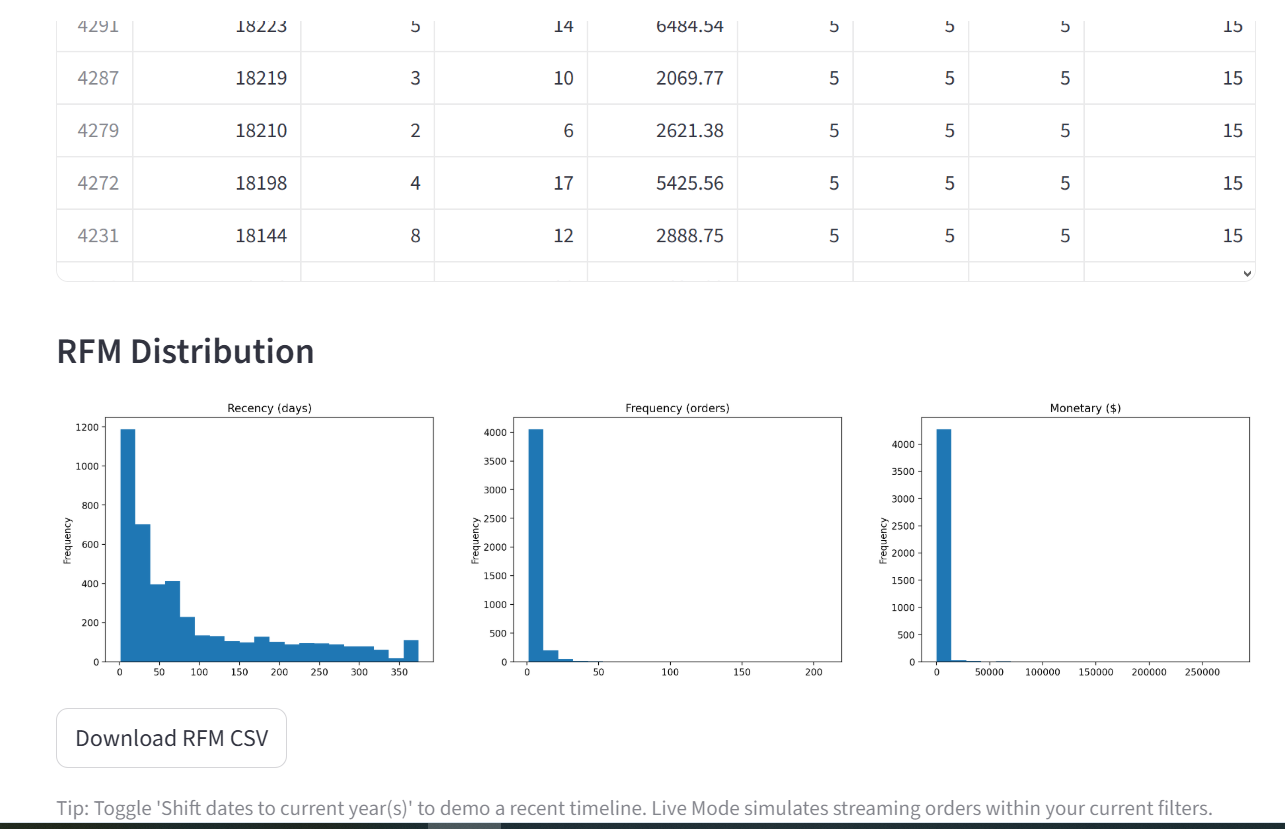 4291 18223 5 14 6484.54 5 5 5 15
4287 18219 3 10 2069.77 5 5 5 15
4279 18210 2 6 2621.38 5 5 5 15
4272 18198 4 17 5425.56 5 5 5 15
4231 18144 8 12 2888.75 5 5 5 15
RFM Distribution
Recency (days)
Frequency
1200
1000
800
600
400
200
0
0 50 100 150 200 250 300 350
Frequency (orders)
Frequency
4000
3500
3000
2500
2000
1500
1000
500
0
0 50 100 150 200
Monetary ($)
Frequency
4000
3500
3000
2500
2000
1500
1000
500
0
0 50000 100000 150000 200000 250000
Download RFM CSV
Tip: Toggle 'Shift dates to current year(s)' to demo a recent timeline. Live Mode simulates streaming orders within your current filters.